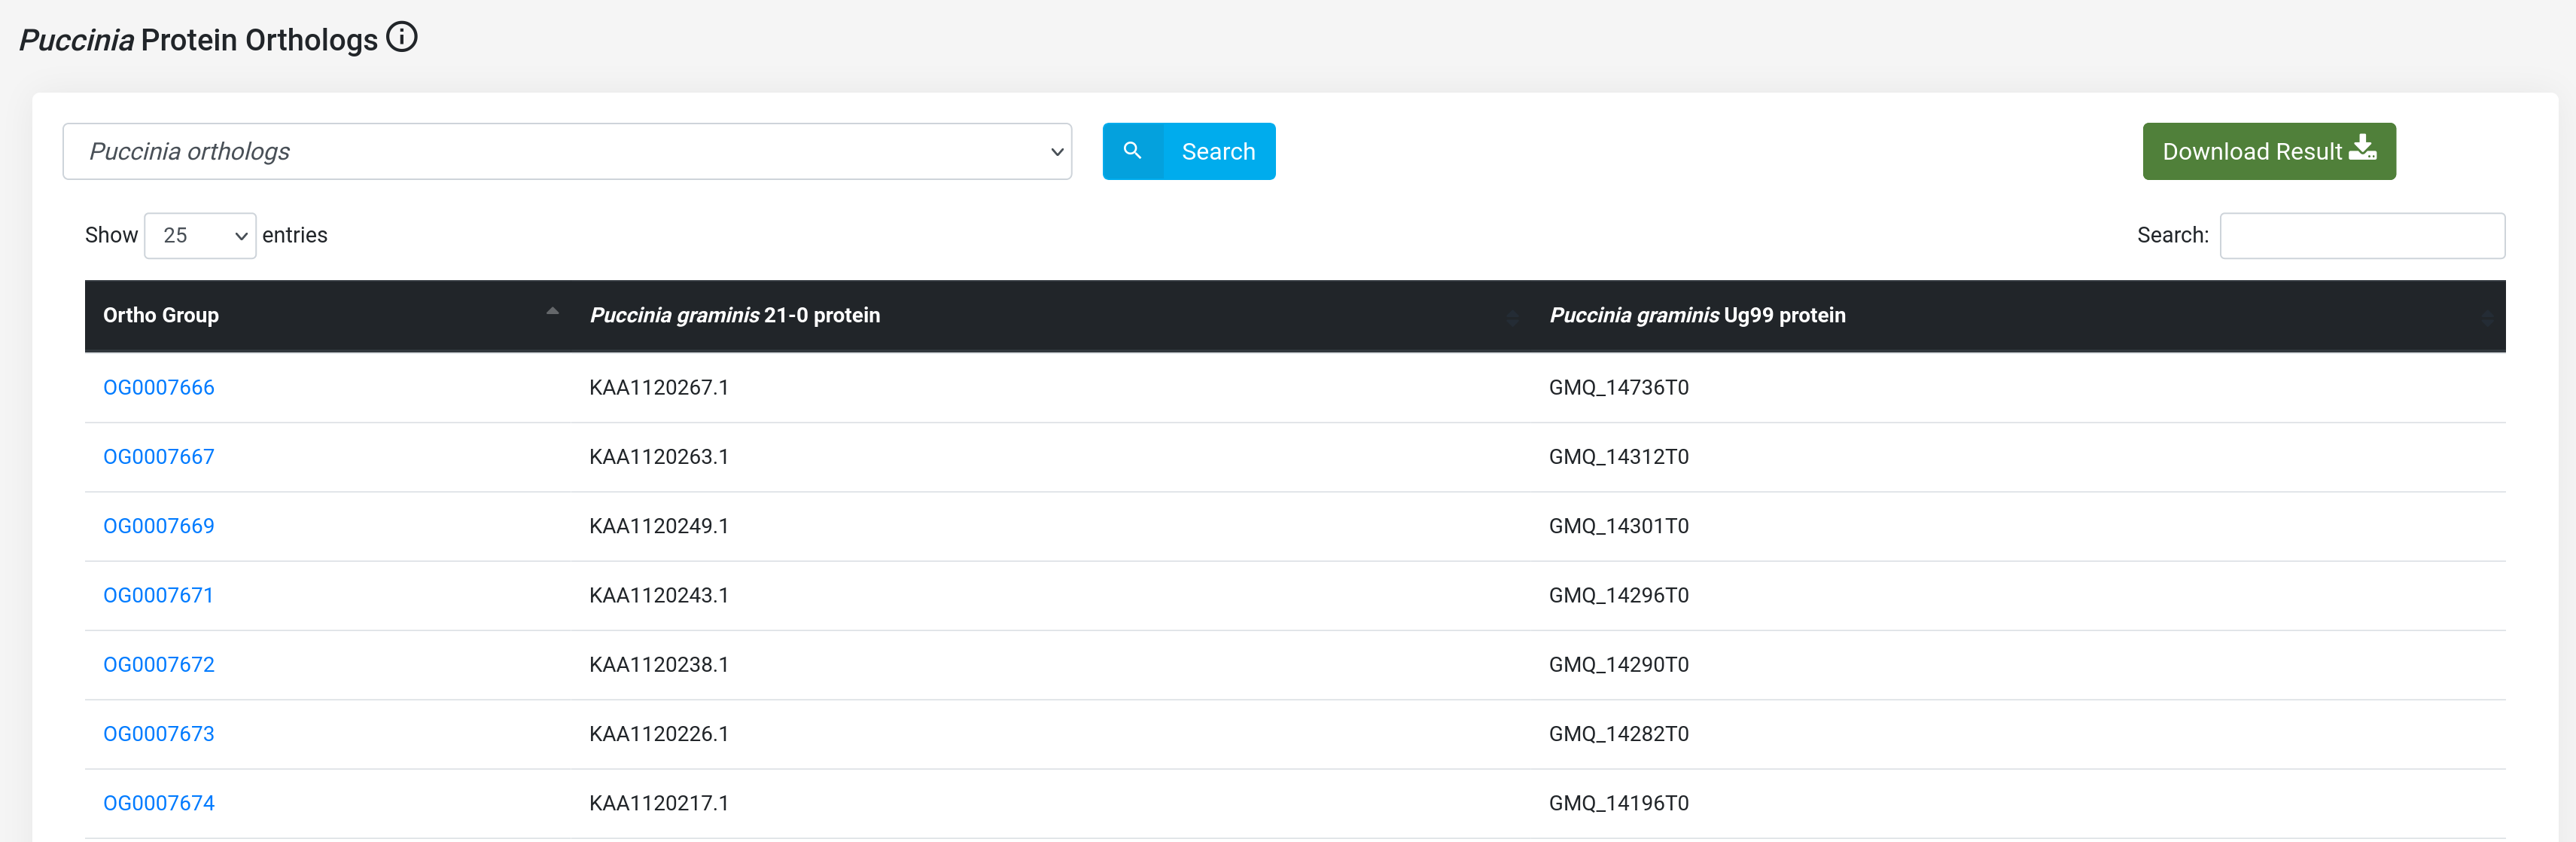 Puccinia Protein Orthologs
Puccinia orthologs
Search
Download Result
Show 25 entries
Search:
Ortho Group Puccinia graminis 21-0 protein Puccinia graminis Ug99 protein
OG0007666 KAA1120267.1 GMQ_14736T0
OG0007667 KAA1120263.1 GMQ_14312T0
OG0007669 KAA1120249.1 GMQ_14301T0
OG0007671 KAA1120243.1 GMQ_14296T0
OG0007672 KAA1120238.1 GMQ_14290T0
OG0007673 KAA1120226.1 GMQ_14282T0
OG0007674 KAA1120217.1 GMQ_14196T0